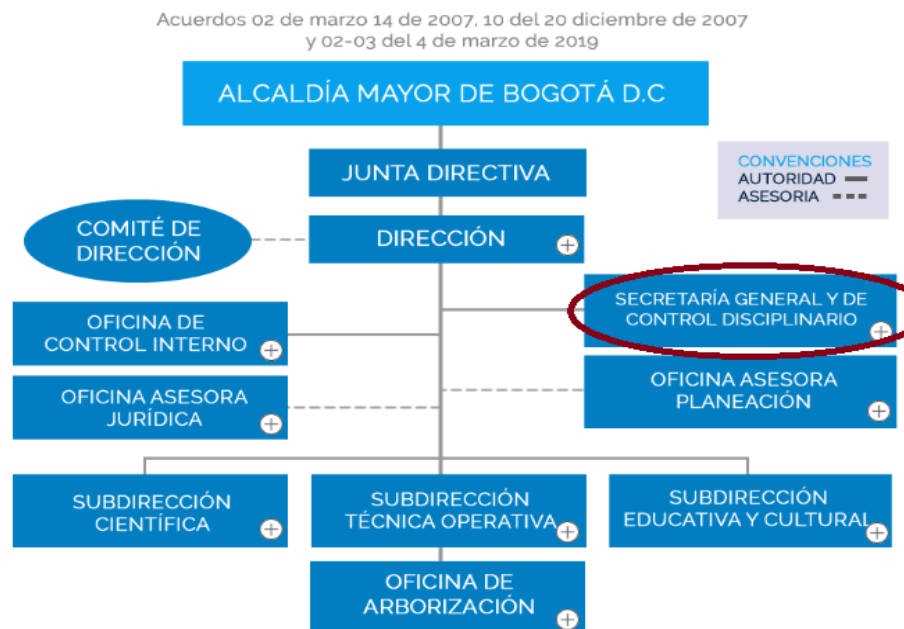 Acuerdos 02 de marzo 14 de 2007, 10 del 20 diciembre de 2007
y 02-03 del 4 de marzo de 2019
ALCALDÍA MAYOR DE BOGOTÁ D.C
JUNTA DIRECTIVA
CONVENCIONES
AUTORIDAD
ASESORIA
COMITÉ DE
DIRECCIÓN
DIRECCIÓN
SECRETARÍA GENERAL Y DE
CONTROL DISCIPLINARIO
OFICINA DE
CONTROL INTERNO
OFICINA ASESORA
PLANEACIÓN
OFICINA ASESORA
JURÍDICA
SUBDIRECCIÓN
CIENTÍFICA
SUBDIRECCIÓN
TÉCNICA OPERATIVA
SUBDIRECCIÓN
EDUCATIVA Y CULTURAL
OFICINA DE
ARBORIZACIÓN